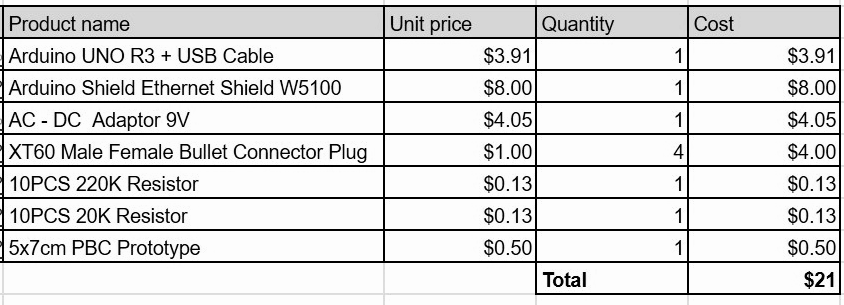 Product name Unit price Quantity Cost
Arduino UNO R3 + USB Cable $3.91 1 $3.91
Arduino Shield Ethernet Shield W5100 $8.00 1 $8.00
AC - DC Adaptor 9V $4.05 1 $4.05
XT60 Male Female Bullet Connector Plug $1.00 4 $4.00
10PCS 220K Resistor $0.13 1 $0.13
10PCS 20K Resistor $0.13 1 $0.13
5x7cm PBC Prototype $0.50 1 $0.50
Total $21